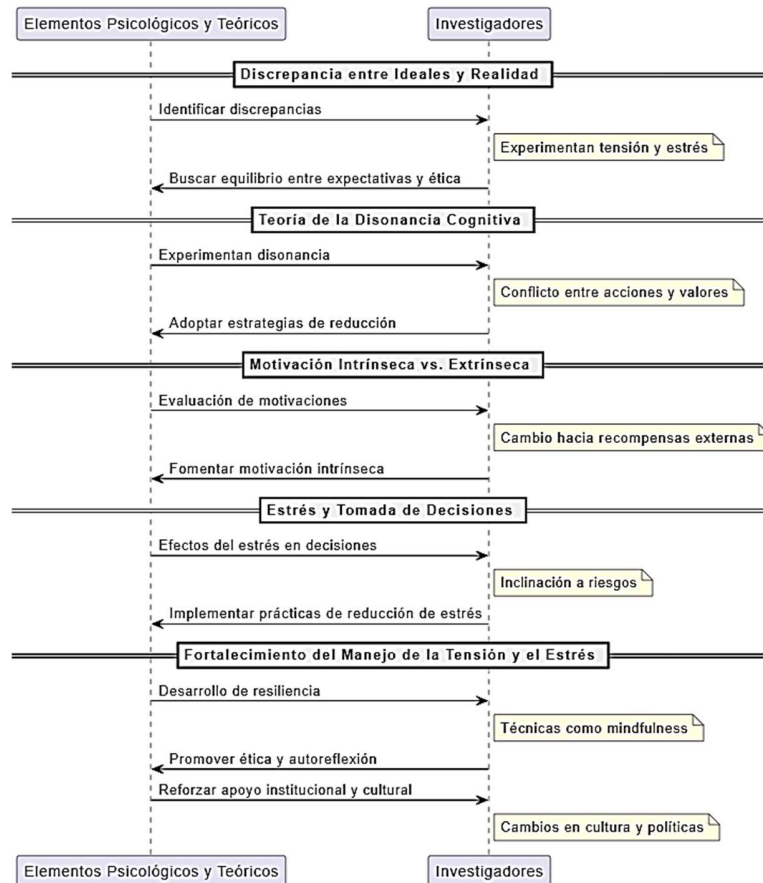 Elementos Psicológicos y Teóricos
Investigadores
Discrepancia entre Ideales y Realidad
Identificar discrepancias
Experimentan tensión y estrés
Buscar equilibrio entre expectativas y ética
Teoría de la Disonancia Cognitiva
Experimentan disonancia
Conflicto entre acciones y valores
Adoptar estrategias de reducción
Motivación Intrínseca vs. Extrínseca
Evaluación de motivaciones
Cambio hacia recompensas externas
Fomentar motivación intrínseca
Estrés y Tomada de Decisiones
Efectos del estrés en decisiones
Inclinación a riesgos
Implementar prácticas de reducción de estrés
Fortalecimiento del Manejo de la Tensión y el Estrés
Desarrollo de resiliencia
Técnicas como mindfulness
Promover ética y autoreflexión
Reforzar apoyo institucional y cultural
Cambios en cultura y políticas
Elementos Psicológicos y Teóricos
Investigadores